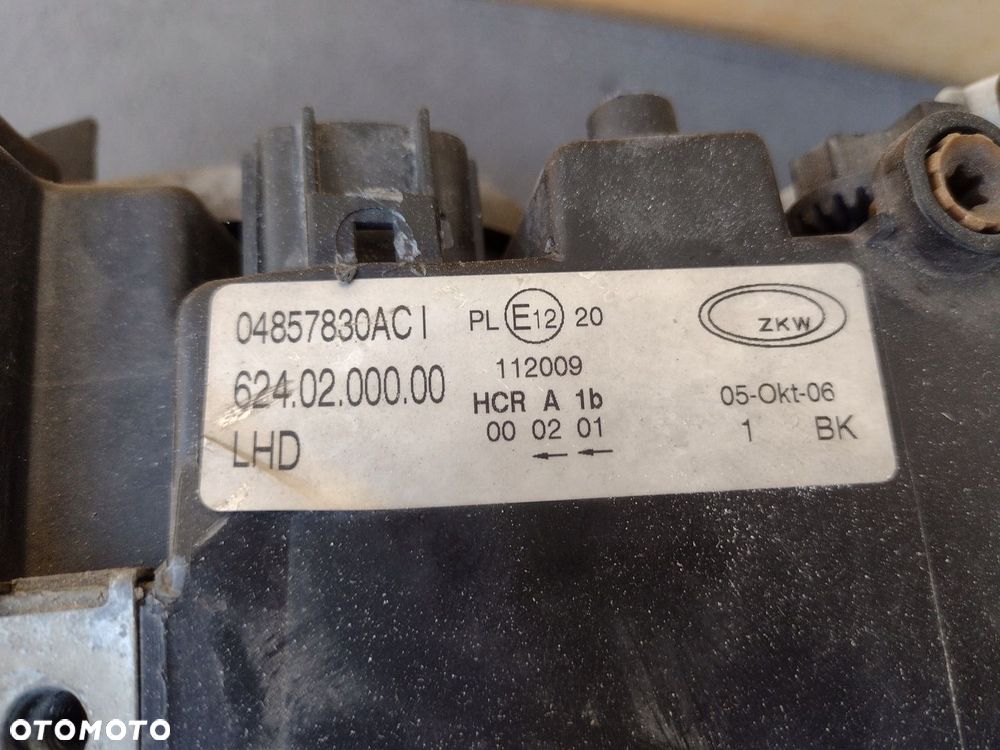 04857830AC I
PL E12 20
ZKW
624.02.000.00
112009
HCR A 1b
05-Okt-06
LHD
00 02 01
1 BK
← ←
OTOMOTO